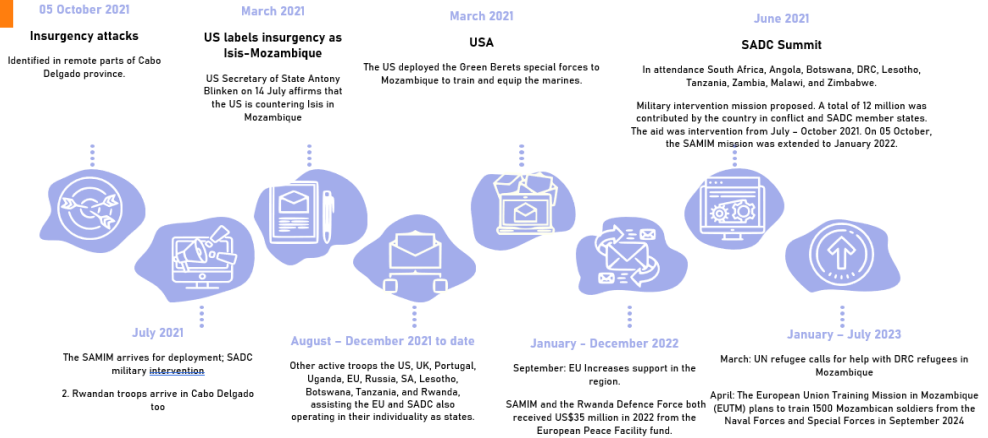 05 October 2021
Insurgency attacks
Identified in remote parts of Cabo
Delgado province.
March 2021
US labels insurgency as
Isis-Mozambique
US Secretary of State Antony
Blinken on 14 July affirms that
the US is countering Isis in
Mozambique
March 2021
USA
The US deployed the Green Berets special forces to
Mozambique to train and equip the marines.
June 2021
SADC Summit
In attendance South Africa, Angola, Botswana, DRC, Lesotho,
Tanzania, Zambia, Malawi, and Zimbabwe.
Military intervention mission proposed. A total of 12 million was
contributed by the country in conflict and SADC member states.
The aid was intervention from July - October 2021. On 05 October,
the SAMIM mission was extended to January 2022.
July 2021
The SAMIM arrives for deployment; SADC
military intervention
2. Rwandan troops arrive in Cabo Delgado
too
August – December 2021 to date
Other active troops the US, UK, Portugal,
Uganda, EU, Russia, SA, Lesotho,
Botswana, Tanzania, and Rwanda,
assisting the EU and SADC also
operating in their individuality as states.
January - December 2022
September: EU Increases support in the
region.
SAMIM and the Rwanda Defence Force both
received US$35 million in 2022 from the
European Peace Facility fund.
January – July 2023
March: UN refugee calls for help with DRC refugees in
Mozambique
April: The European Union Training Mission in Mozambique
(EUTM) plans to train 1500 Mozambican soldiers from the
Naval Forces and Special Forces in September 2024